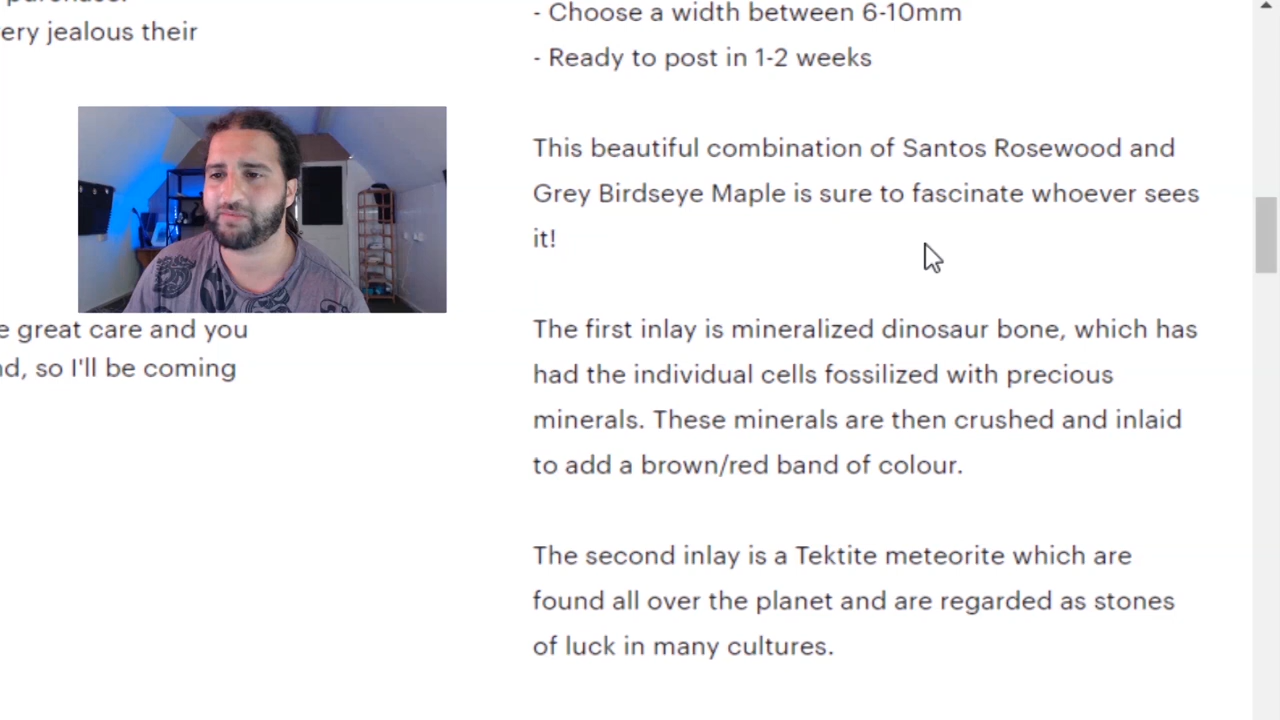 ery jealous their
e great care and you
nd, so I'll be coming
- Choose a width between 6-10mm
- Ready to post in 1-2 weeks
This beautiful combination of Santos Rosewood and
Grey Birdseye Maple is sure to fascinate whoever sees
it!
The first inlay is mineralized dinosaur bone, which has
had the individual cells fossilized with precious
minerals. These minerals are then crushed and inlaid
to add a brown/red band of colour.
The second inlay is a Tektite meteorite which are
found all over the planet and are regarded as stones
of luck in many cultures.